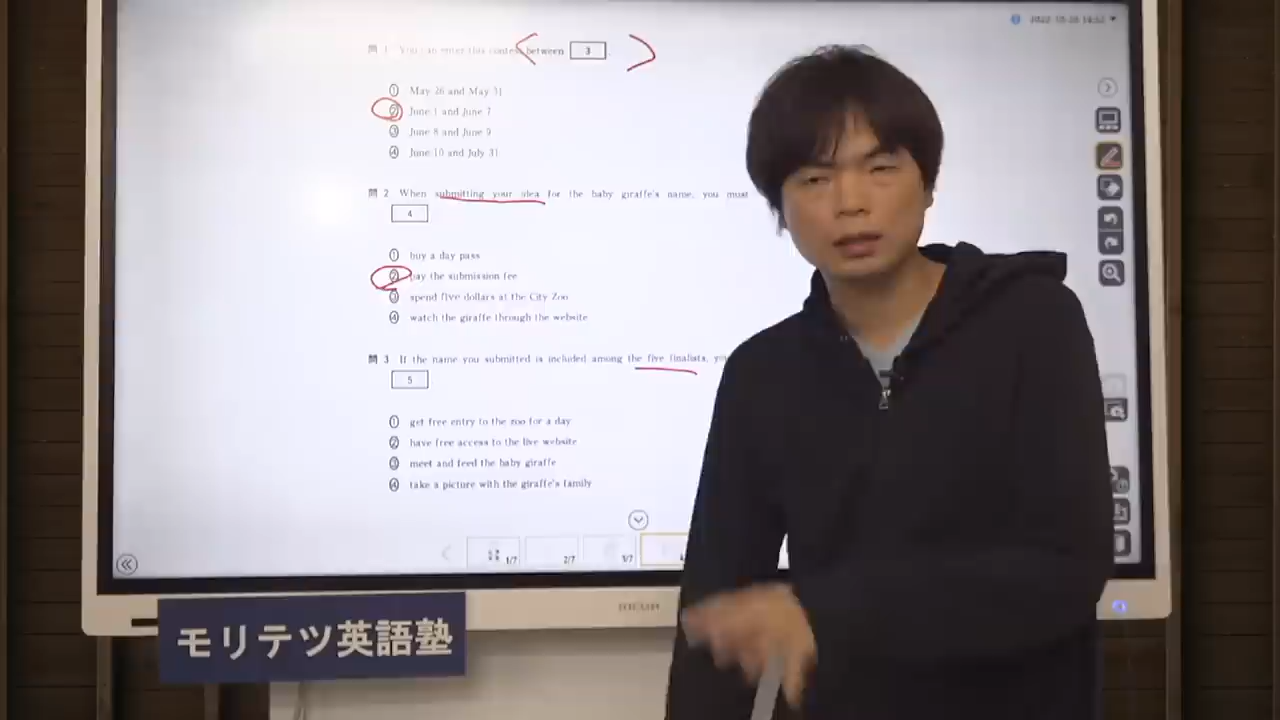 問 1 You can enter this contest between 3 .
① May 26 and May 31
② June 1 and June 7
③ June 8 and June 9
④ June 10 and July 31
問 2 When submitting your idea for the baby giraffe's name, you must
4
① buy a day pass
② pay the submission fee
③ spend five dollars at the City Zoo
④ watch the giraffe through the website
問 3 If the name you submitted is included among the five finalists,
5
① get free entry to the zoo for a day
② have free access to the live website
③ meet and feed the baby giraffe
④ take a picture with the giraffe's family
1/7 2/7 3/7
RICOH
モリテツ英語塾